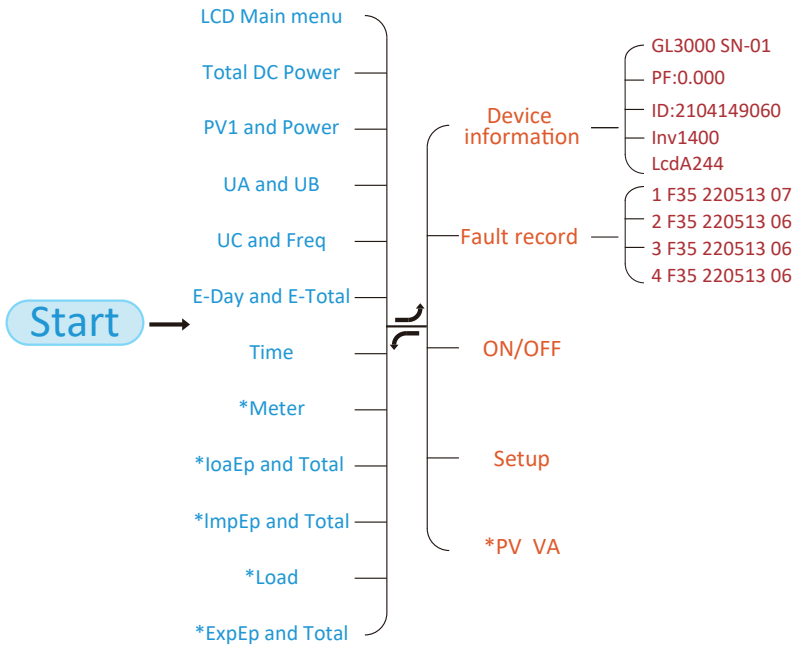 Start
LCD Main menu
Total DC Power
PV1 and Power
UA and UB
UC and Freq
E-Day and E-Total
Time
*Meter
*IoaEp and Total
*ImpEp and Total
*Load
*ExpEp and Total
Device
information
Fault record
ON/OFF
Setup
*PV VA
GL3000 SN-01
PF:0.000
ID:2104149060
Inv1400
LcdA244
1 F35 220513 07
2 F35 220513 06
3 F35 220513 06
4 F35 220513 06